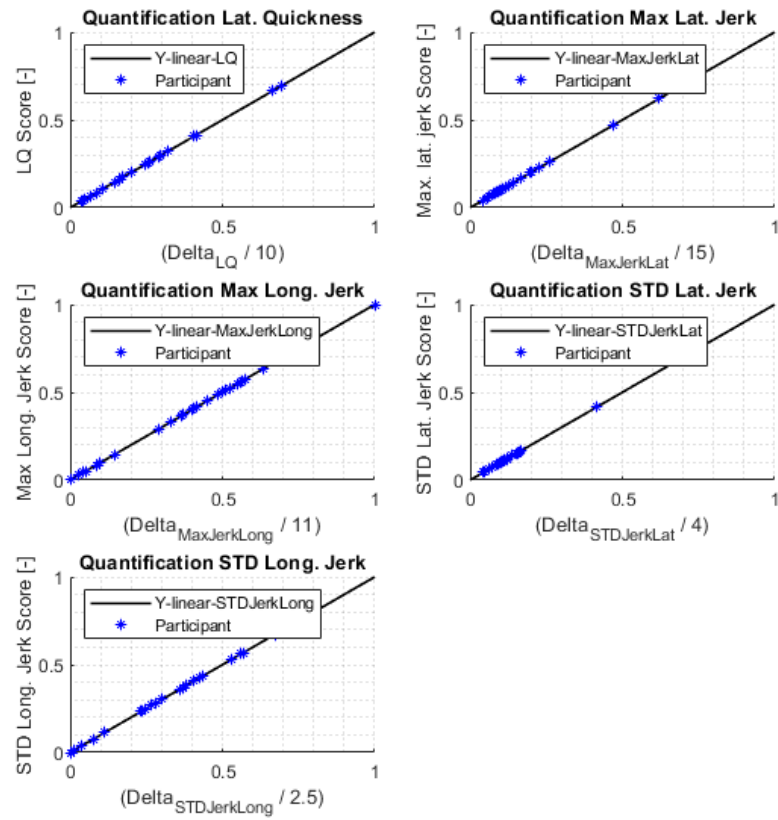 Quantification Lat. Quickness
1
0.5
0
LQ Score [-]
Y-linear-LQ
Participant
0
0.5
1
(Delta_LQ / 10)
Quantification Max Lat. Jerk
1
0.5
0
Max. lat. jerk Score [-]
Y-linear-MaxJerkLat
Participant
0
0.5
1
(Delta_MaxJerkLat / 15)
Quantification Max Long. Jerk
1
0.5
0
Max Long. Jerk Score [-]
Y-linear-MaxJerkLong
Participant
0
0.5
1
(Delta_MaxJerkLong / 11)
Quantification STD Lat. Jerk
1
0.5
0
STD Lat. Jerk Score [-]
Y-linear-STDJerkLat
Participant
0
0.5
1
(Delta_STDJerkLat / 4)
Quantification STD Long. Jerk
1
0.5
0
STD Long. Jerk Score [-]
Y-linear-STDJerkLong
Participant
0
0.5
1
(Delta_STDJerkLong / 2.5)